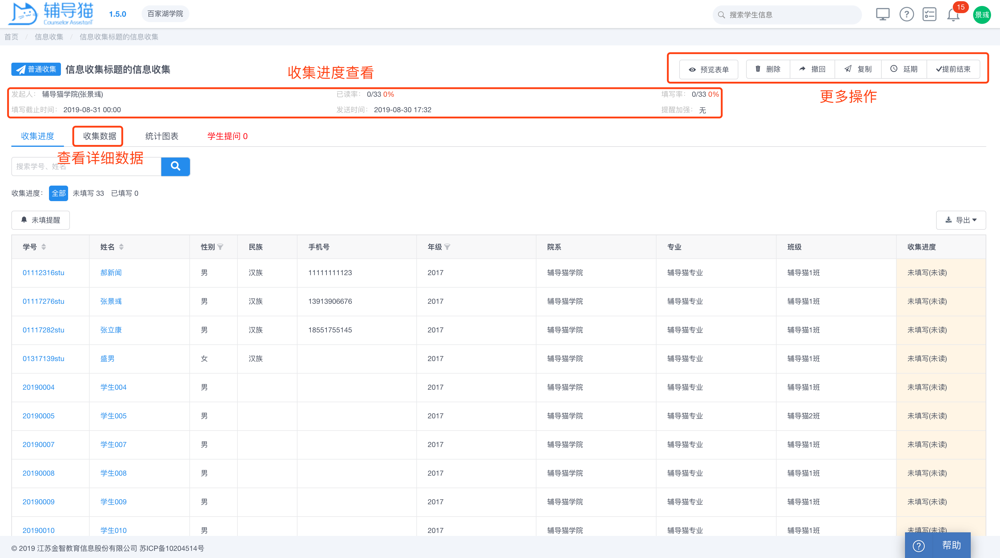 辅导猫 1.5.0 百家湖学院 搜索学生信息 15 景彧
Counselor Assistant
首页 / 信息收集 / 信息收集标题的信息收集
普通收集 信息收集标题的信息收集 收集进度查看 预览表单 删除 撤回 复制 延期 提前结束
更多操作
发起人： 辅导猫学院(张景彧) 已读率： 0/33 0% 填写率： 0/33 0%
填写截止时间： 2019-08-31 00:00 发送时间： 2019-08-30 17:32 提醒加强： 无
收集进度 收集数据 统计图表 学生提问 0
查看详细数据
搜索学号、姓名
收集进度： 全部 未填写 33 已填写 0
未填提醒 导出
学号 姓名 性别 民族 手机号 年级 院系 专业 班级 收集进度
01112316stu 郝新闻 男 汉族 11111111123 2017 辅导猫学院 辅导猫专业 辅导猫1班 未填写(未读)
01117276stu 张景彧 男 汉族 13913906676 2017 辅导猫学院 辅导猫专业 辅导猫1班 未填写(未读)
01117282stu 张立康 男 汉族 18551755145 2017 辅导猫学院 辅导猫专业 辅导猫1班 未填写(未读)
01317139stu 盛男 女 汉族 2017 辅导猫学院 辅导猫专业 辅导猫1班 未填写(未读)
20190004 学生004 男 2017 辅导猫学院 辅导猫专业 辅导猫1班 未填写(未读)
20190005 学生005 男 2017 辅导猫学院 辅导猫专业 辅导猫2班 未填写(未读)
20190007 学生007 男 2017 辅导猫学院 辅导猫专业 辅导猫1班 未填写(未读)
20190008 学生008 男 2017 辅导猫学院 辅导猫专业 辅导猫1班 未填写(未读)
20190009 学生009 男 2017 辅导猫学院 辅导猫专业 辅导猫1班 未填写(未读)
20190010 学生010 男 2017 辅导猫学院 辅导猫专业 辅导猫1班 未填写(未读)
© 2019 江苏金智教育信息股份有限公司 苏ICP备10204514号
帮助